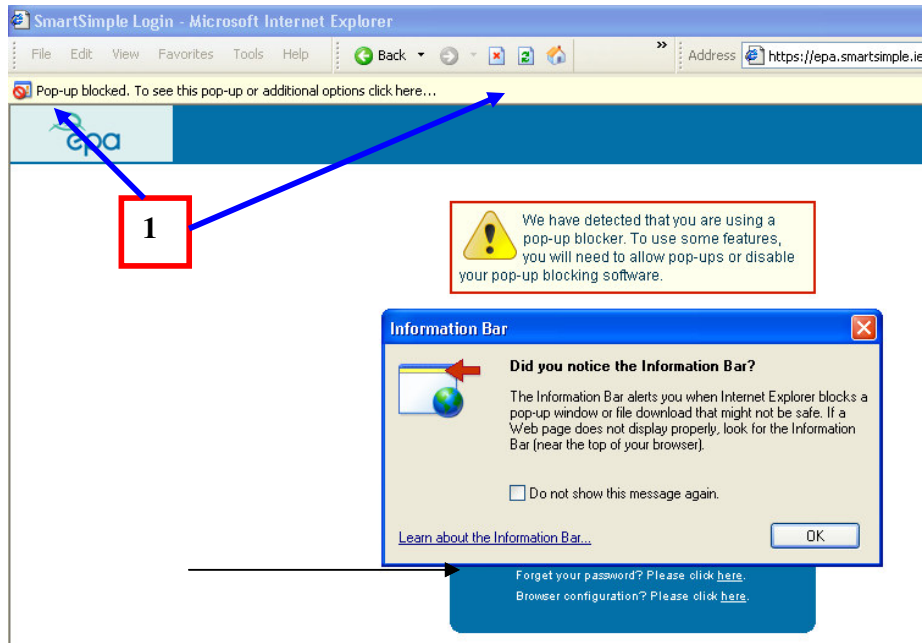 SmartSimple Login - Microsoft Internet Explorer
File Edit View Favorites Tools Help Back » Address https://epa.smartsimple.ie
Pop-up blocked. To see this pop-up or additional options click here...
epa
1
We have detected that you are using a
pop-up blocker. To use some features,
you will need to allow pop-ups or disable
your pop-up blocking software.
Information Bar
Did you notice the Information Bar?
The Information Bar alerts you when Internet Explorer blocks a
pop-up window or file download that might not be safe. If a
Web page does not display properly, look for the Information
Bar (near the top of your browser).
Do not show this message again.
Learn about the Information Bar... OK
Forget your password? Please click here.
Browser configuration? Please click here.